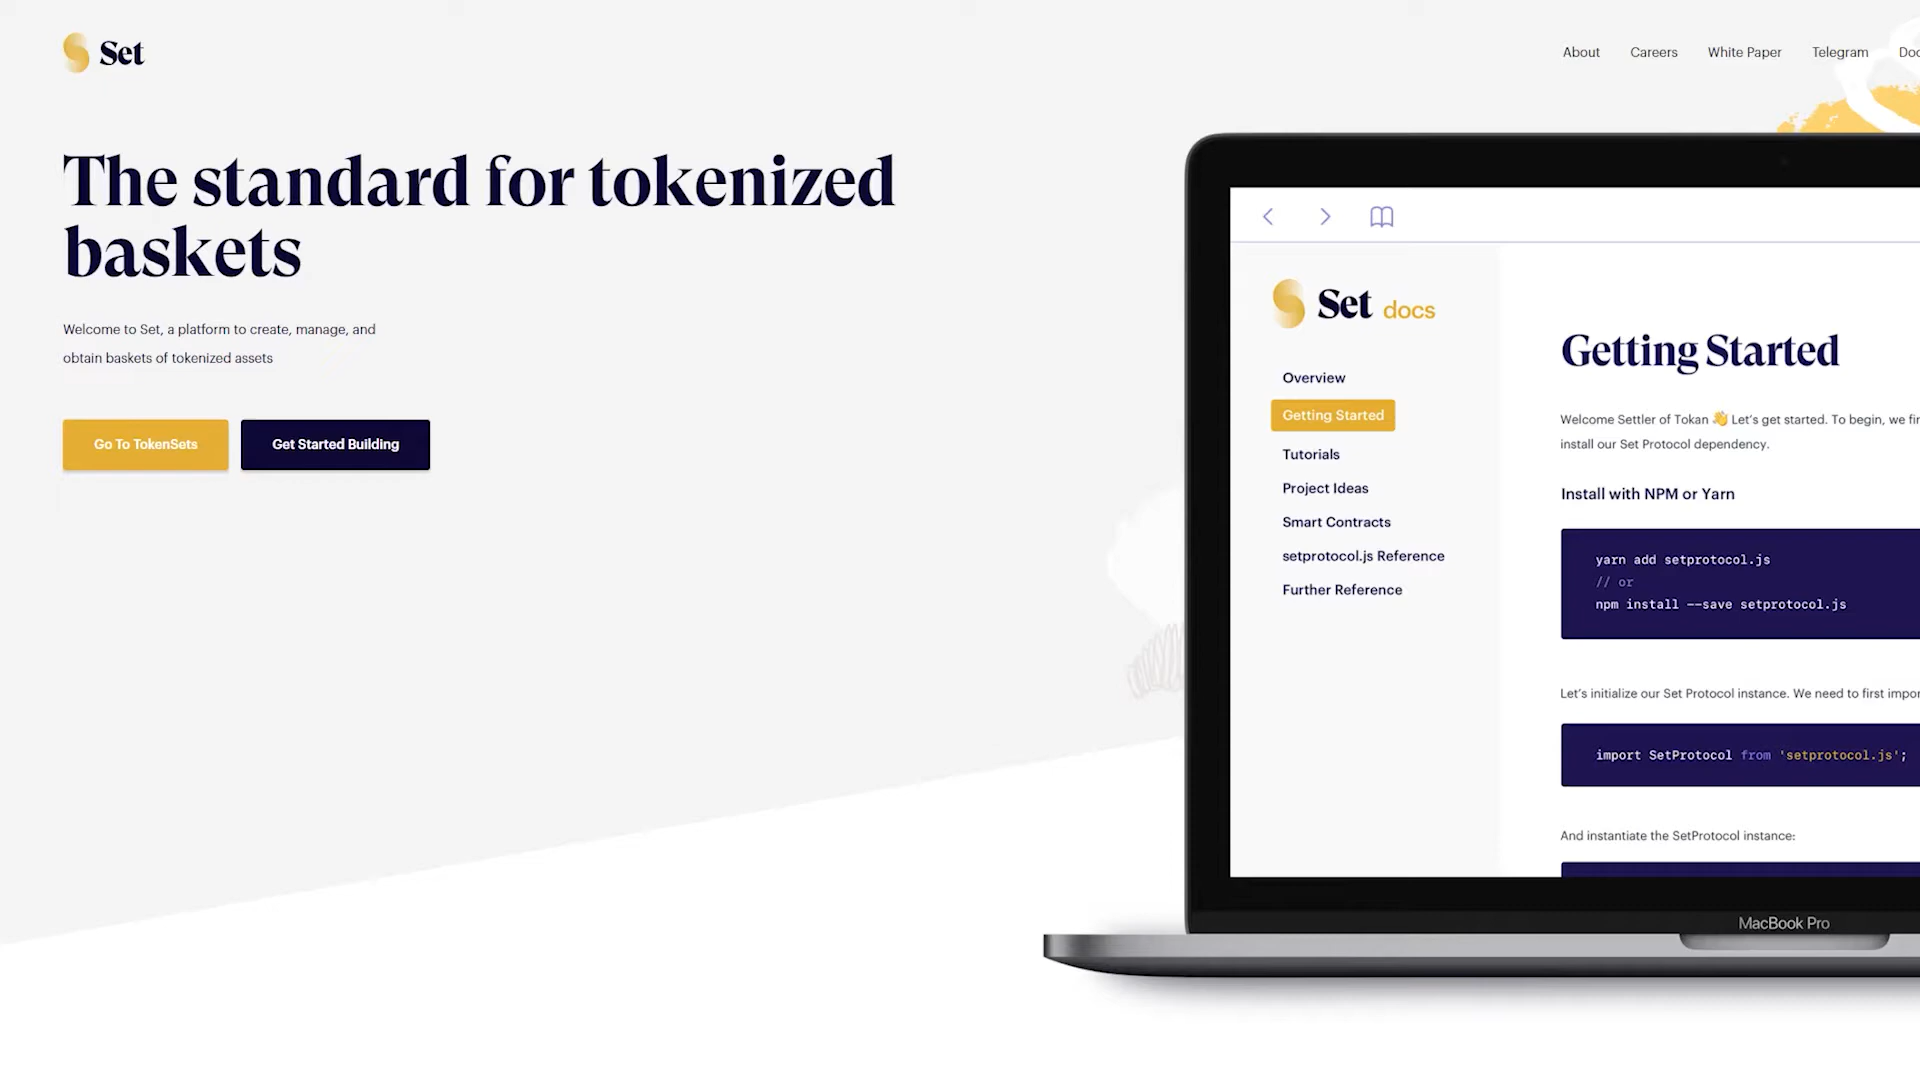 Set
About
Careers
White Paper
Telegram
The standard for tokenized
baskets
Welcome to Set, a platform to create, manage, and
obtain baskets of tokenized assets
Go To TokenSets
Get Started Building
Set docs
Overview
Getting Started
Tutorials
Project Ideas
Smart Contracts
setprotocol.js Reference
Further Reference
Getting Started
Welcome Settler of Tokan 👋 Let's get started. To begin, we
install our Set Protocol dependency.
Install with NPM or Yarn
yarn add setprotocol.js
// or
npm install --save setprotocol.js
Let's initialize our Set Protocol instance. We need to first
import SetProtocol from 'setprotocol.js';
And instantiate the SetProtocol instance:
MacBook Pro